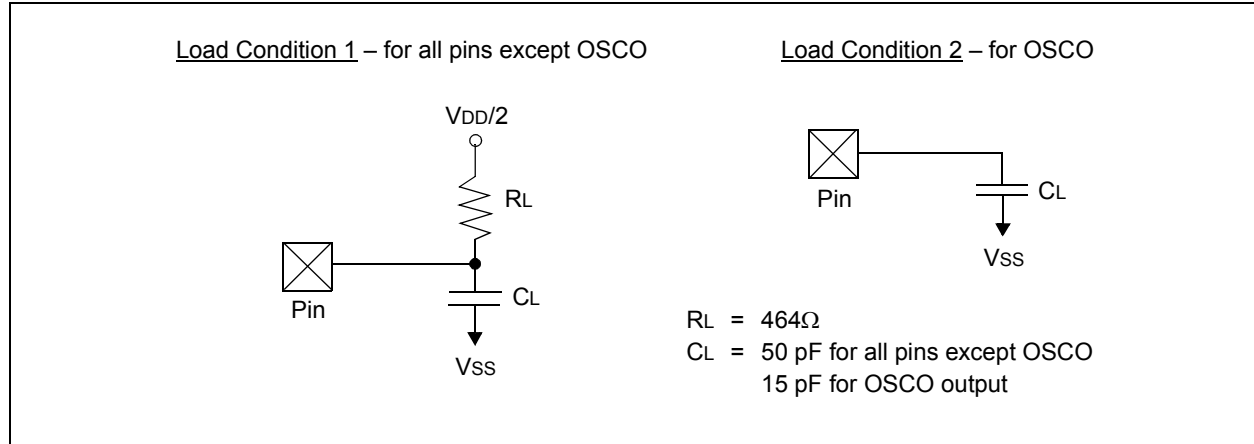 Load Condition 1 – for all pins except OSCO
VDD/2
RL
Pin
CL
VSS
Load Condition 2 – for OSCO
Pin
CL
VSS
RL = 464Ω
CL = 50 pF for all pins except OSCO
15 pF for OSCO output